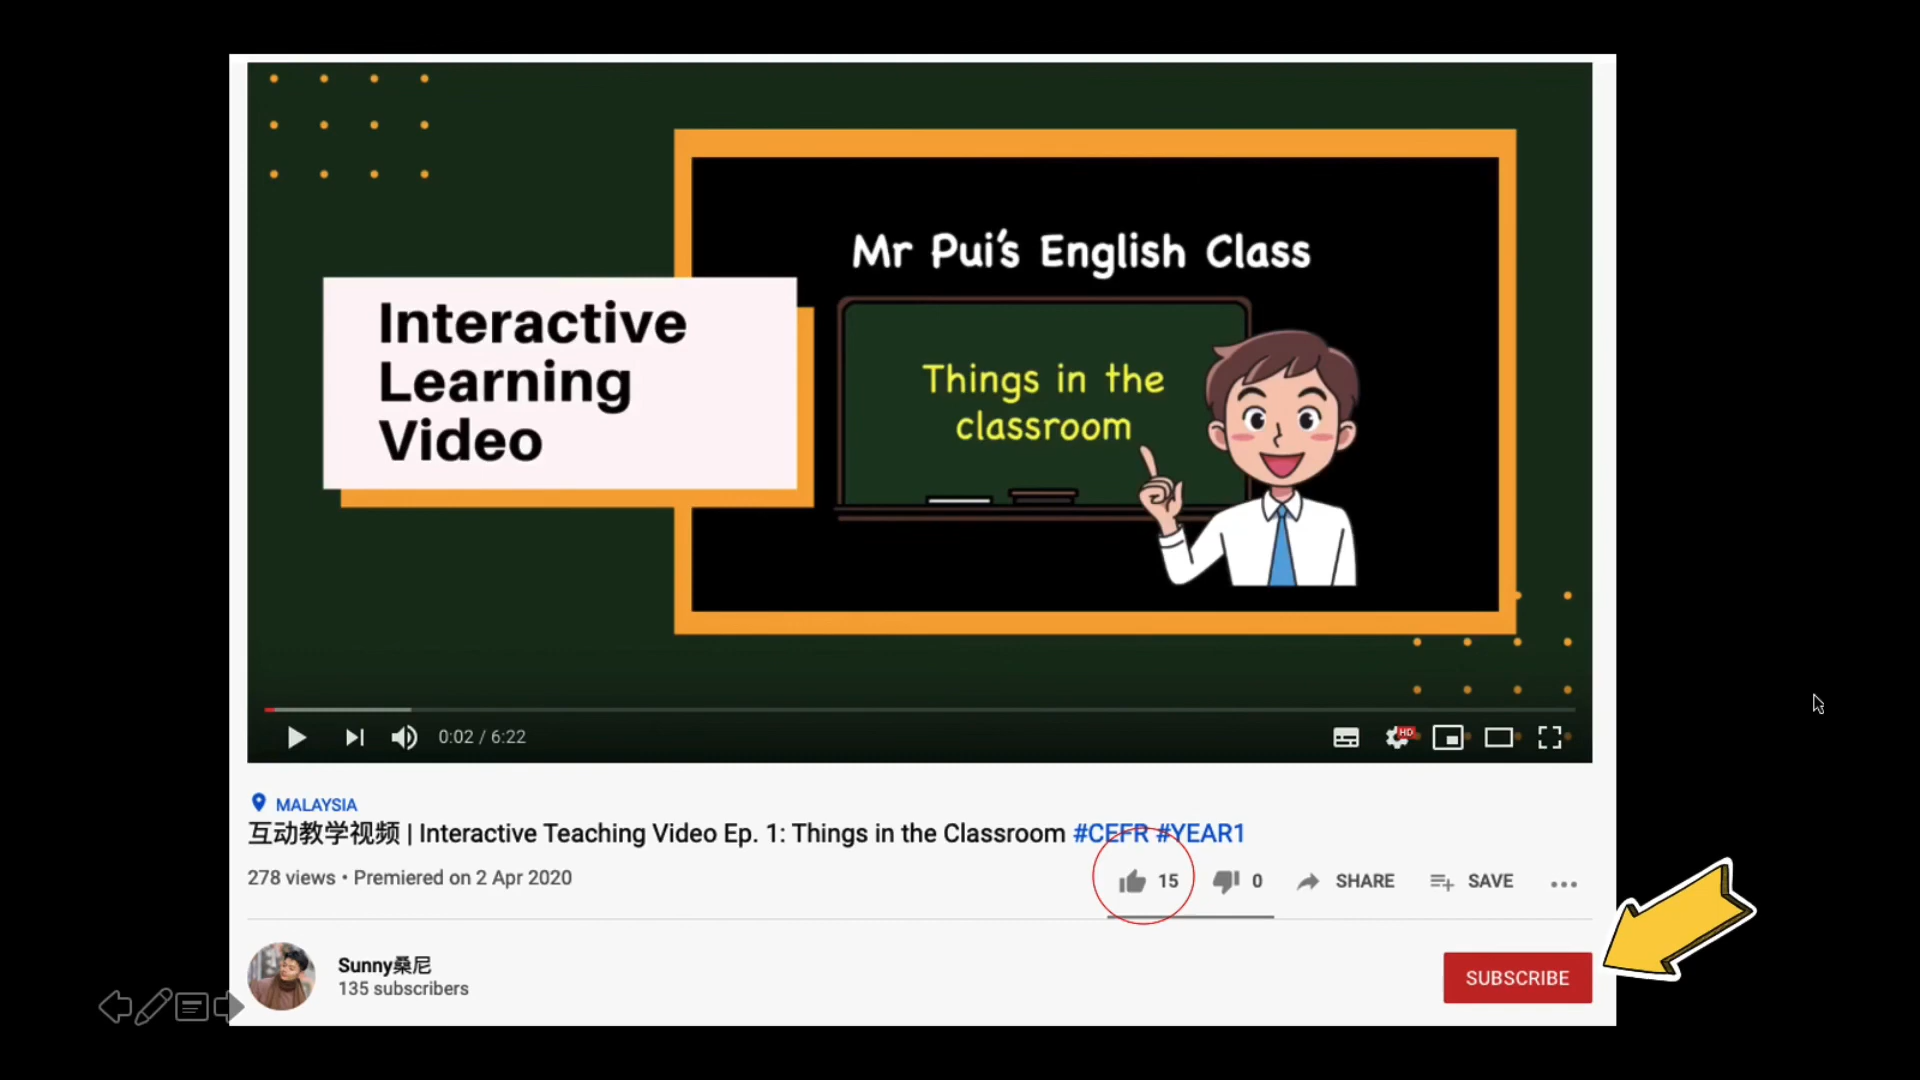 Mr Pui's English Class
Interactive
Learning
Video
Things in the
classroom
0:02 / 6:22
HD
MALAYSIA
互动教学视频 | Interactive Teaching Video Ep. 1: Things in the Classroom #CEFR #YEAR1
278 views • Premiered on 2 Apr 2020
15
0
SHARE
SAVE
Sunny桑尼
135 subscribers
SUBSCRIBE